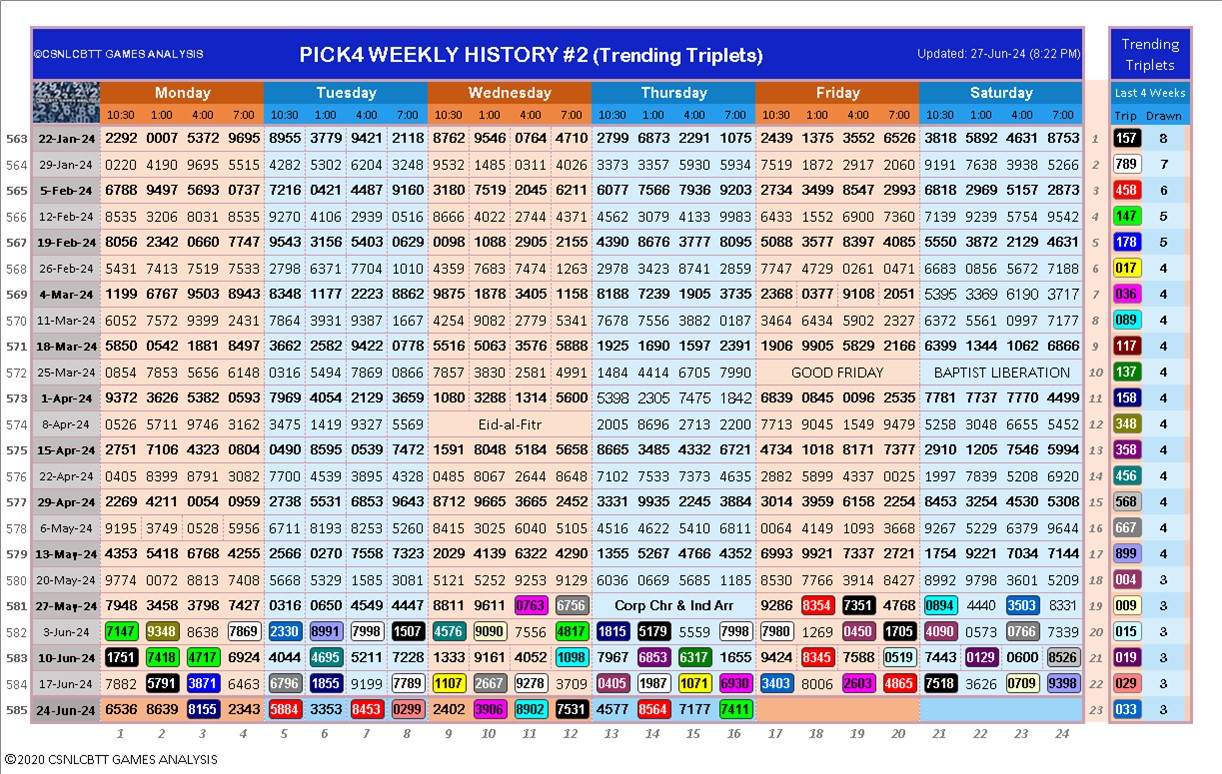 ©CSNLCBTT GAMES ANALYSIS PICK4 WEEKLY HISTORY #2 (Trending Triplets) Updated: 27-Jun-24 (8:22 PM) Trending Triplets
Monday Tuesday Wednesday Thursday Friday Saturday Last 4 Weeks
10:30 1:00 4:00 7:00 10:30 1:00 4:00 7:00 10:30 1:00 4:00 7:00 10:30 1:00 4:00 7:00 10:30 1:00 4:00 7:00 10:30 1:00 4:00 7:00 Trip Drawn
563 22-Jan-24 2292 0007 5372 9695 8955 3779 9421 2118 8762 9546 0764 4710 2799 6873 2291 1075 2439 1375 3552 6526 3818 5892 4631 8753 1 157 8
564 29-Jan-24 0220 4190 9695 5515 4282 5302 6204 3248 9532 1485 0311 4026 3373 3357 5930 5934 7519 1872 7917 2060 9191 7638 3938 5266 2 789 7
565 5-Feb-24 6788 9497 5693 0737 7216 0421 4487 9160 3180 7519 2045 6211 6077 7566 7936 9203 2734 3499 8547 2993 6818 2969 5157 2873 3 458 6
566 12-Feb-24 8535 3206 8031 8535 9270 4106 2939 0516 8666 4022 2744 4371 4562 3079 4133 9983 6433 1552 6900 7360 7139 9239 5754 9542 4 147 5
567 19-Feb-24 8056 2342 0660 7747 9543 3156 5403 0629 0098 1088 2905 2155 4390 8676 3777 8095 5088 3577 8397 4085 5550 3872 2129 4631 5 178 5
568 26-Feb-24 5431 7413 7519 7533 2798 6371 7704 1010 4359 7683 7474 1263 2978 3423 8741 2859 7747 4729 0261 0471 6683 0856 5672 7188 6 017 4
569 4-Mar-24 1199 6767 9503 8943 8348 1177 2223 8862 9875 1878 3405 1158 8188 7239 1905 3735 2368 0377 9108 2051 5395 3369 6190 3717 7 036 4
570 11-Mar-24 6052 7572 9399 2431 7864 3931 9387 1667 4254 9082 2779 5341 7678 7556 3882 0187 3464 6434 5902 2327 6372 5561 0997 7177 8 089 4
571 18-Mar-24 5850 0542 1881 8497 3662 2582 9422 0778 5516 5063 3576 5888 1925 1690 1597 2391 1906 9905 5829 2166 6399 1344 1062 6866 9 117 4
572 25-Mar-24 0854 7853 5656 6148 0316 5494 7869 0866 7857 3830 2581 4991 1484 4414 6705 7990 GOOD FRIDAY BAPTIST LIBERATION 10 137 4
573 1-Apr-24 9372 3626 5382 0593 7969 4054 2129 3659 1080 3288 1314 5600 5398 2305 7475 1842 6839 0845 0096 2535 7781 7737 7770 4499 11 158 4
574 8-Apr-24 0526 5711 9746 3162 3475 1419 9327 5569 Eid-al-Fitr 2005 8696 2713 2200 7713 9045 1549 9479 5258 3048 6655 5452 12 348 4
575 15-Apr-24 2751 7106 4323 0804 0490 8595 0539 7472 1591 8048 5184 5658 8665 3485 4332 6721 4734 1018 8171 7377 2910 1205 7546 5994 13 358 4
576 22-Apr-24 0405 8399 8791 3082 7700 4539 3895 4323 0485 8067 2644 8648 7102 7533 7373 4635 2882 5899 4337 0025 1997 7839 5208 6920 14 456 4
577 29-Apr-24 2269 4211 0054 0959 2738 5531 6853 9643 8712 9665 3665 2452 3331 9935 2245 3884 3014 3959 6158 2254 8453 3254 4530 5308 15 568 4
578 6-May-24 9195 3749 0528 5956 6711 8193 8253 5260 8415 3025 6040 5105 4516 4622 5410 6811 0064 4149 1093 3668 9267 5229 6379 9644 16 667 4
579 13-May-24 4353 5418 6768 4255 2566 0270 7558 7323 2029 4139 6322 4290 1355 5267 4766 4352 6993 9921 7337 2721 1754 9221 7034 7144 17 899 4
580 20-May-24 9774 0072 8813 7408 5668 5329 1585 3081 5121 5252 9253 9129 6036 0669 5685 1185 8530 7766 3914 8427 8992 9798 3601 5209 18 004 3
581 27-May-24 7948 3458 3798 7427 0316 0650 4549 4447 8811 9611 0763 6756 Corp Chr & Ind Arr 9286 8354 7351 4768 0894 4440 3503 8331 19 009 3
582 3-Jun-24 7147 9348 8638 7869 2330 8991 7998 1507 4576 9090 7556 4817 1815 5179 5559 7998 7980 1269 0450 1705 4090 0573 0766 7339 20 015 3
583 10-Jun-24 1751 7418 4717 6924 4044 4695 5211 7228 1333 9161 4052 1098 7967 6853 6317 1655 9424 8345 7588 0519 7443 0129 0600 8526 21 019 3
584 17-Jun-24 7882 5791 3871 6463 6796 1855 9199 7789 1107 2667 9278 3709 0405 1987 1071 6930 3403 8006 2603 4865 7518 3626 0709 9398 22 029 3
585 24-Jun-24 6536 8639 8155 2343 5884 3353 8453 0299 2402 3906 8902 7531 4577 8564 7177 7411 23 033 3
1 2 3 4 5 6 7 8 9 10 11 12 13 14 15 16 17 18 19 20 21 22 23 24
©2020 CSNLCBTT GAMES ANALYSIS